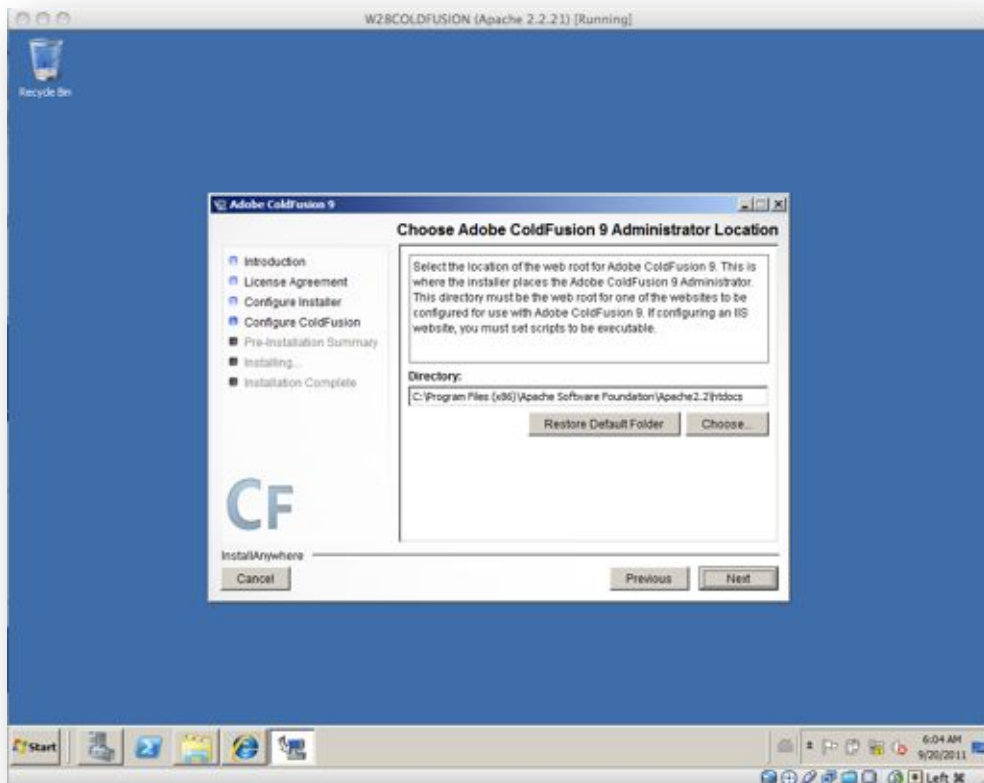 W28COLDFUSION (Apache 2.2.21) [Running]
Recycle Bin
Adobe ColdFusion 9
Choose Adobe ColdFusion 9 Administrator Location
Introduction
License Agreement
Configure Installer
Configure ColdFusion
Pre-Installation Summary
Installing...
Installation Complete
Select the location of the web root for Adobe ColdFusion 9. This is
where the installer places the Adobe ColdFusion 9 Administrator.
This directory must be the web root for one of the websites to be
configured for use with Adobe ColdFusion 9. If configuring an IIS
website, you must set scripts to be executable.
Directory:
C:\Program Files (x86)\Apache Software Foundation\Apache2.2\htdocs
Restore Default Folder
Choose...
CF
InstallAnywhere
Cancel
Previous
Next
Start
6:04 AM
9/20/2011
Left ⌘